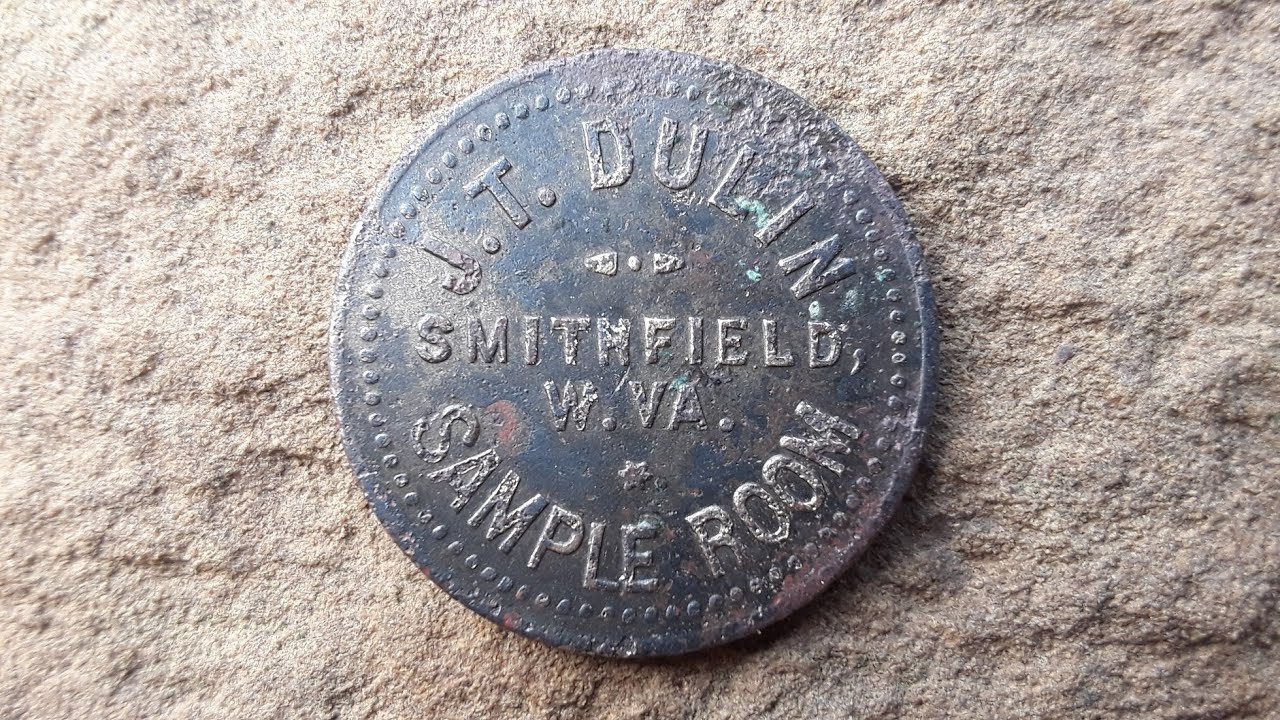 J.T. DULIN
SMITHFIELD,
W. VA.
SAMPLE ROOM